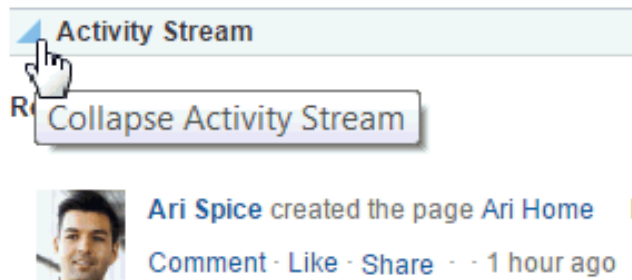 Activity Stream
Collapse Activity Stream
Ari Spice created the page Ari Home
Comment · Like · Share · · 1 hour ago